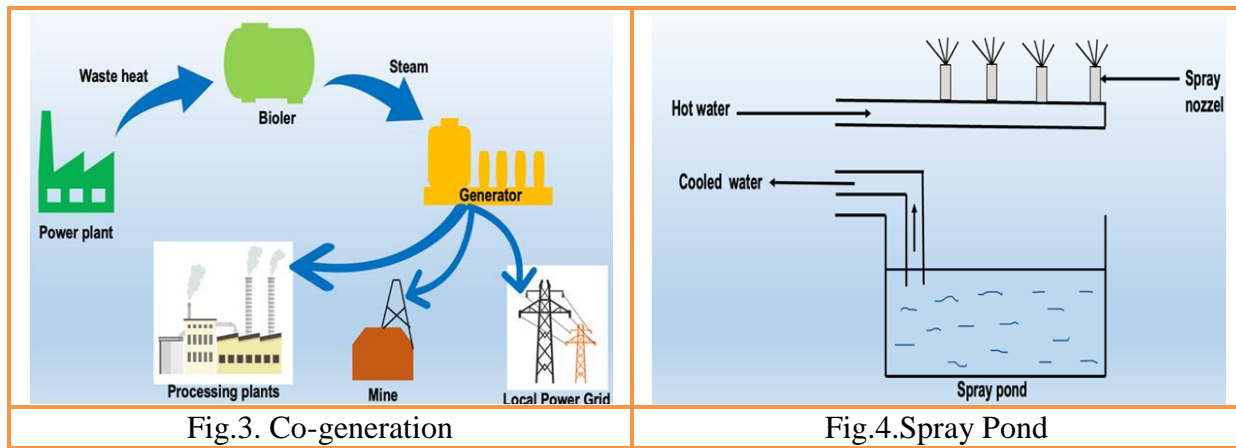 Waste heat
Steam
Bioler
Generator
Power plant
Processing plants
Mine
Local Power Grid
Spray
nozzel
Hot water
Cooled water
Spray pond
Fig.3. Co-generation
Fig.4.Spray Pond